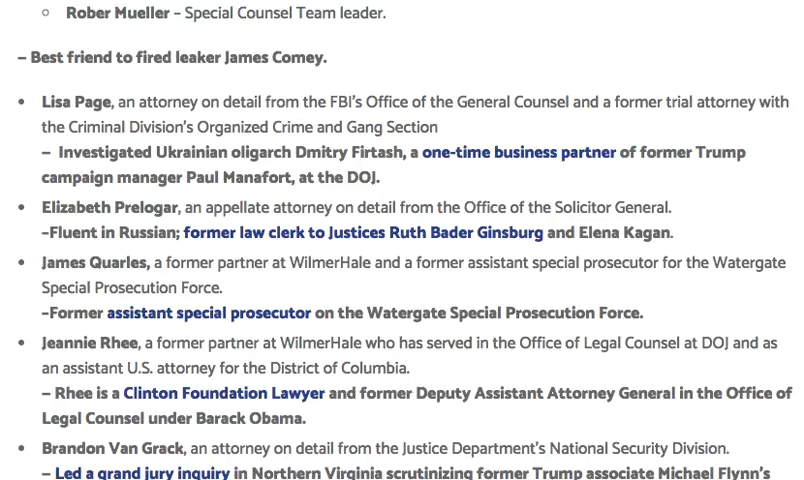 Rober Mueller – Special Counsel Team leader.
– Best friend to fired leaker James Comey.
Lisa Page, an attorney on detail from the FBI's Office of the General Counsel and a former trial attorney with
the Criminal Division's Organized Crime and Gang Section
– Investigated Ukrainian oligarch Dmitry Firtash, a one-time business partner of former Trump
campaign manager Paul Manafort, at the DOJ.
Elizabeth Prelogar, an appellate attorney on detail from the Office of the Solicitor General.
-Fluent in Russian; former law clerk to Justices Ruth Bader Ginsburg and Elena Kagan.
James Quarles, a former partner at WilmerHale and a former assistant special prosecutor for the Watergate
Special Prosecution Force.
-Former assistant special prosecutor on the Watergate Special Prosecution Force.
Jeannie Rhee, a former partner at WilmerHale who has served in the Office of Legal Counsel at DOJ and as
an assistant U.S. attorney for the District of Columbia.
– Rhee is a Clinton Foundation Lawyer and former Deputy Assistant Attorney General in the Office of
Legal Counsel under Barack Obama.
Brandon Van Grack, an attorney on detail from the Justice Department's National Security Division.
– Led a grand jury inquiry in Northern Virginia scrutinizing former Trump associate Michael Flynn's